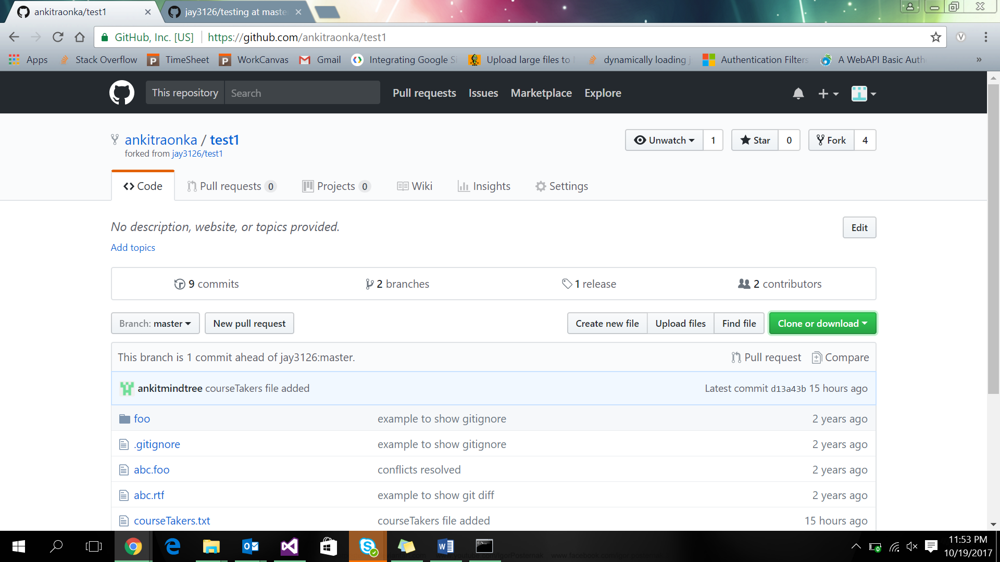 ankitraonka/test1
jay3126/testing at maste
GitHub, Inc. [US] https://github.com/ankitraonka/test1
V
Apps Stack Overflow TimeSheet WorkCanvas Gmail Integrating Google Si Upload large files to dynamically loading j Authentication Filters A WebAPI Basic Auth »
This repository Search Pull requests Issues Marketplace Explore
ankitraonka / test1
forked from jay3126/test1
Unwatch 1 Star 0 Fork 4
Code Pull requests 0 Projects 0 Wiki Insights Settings
No description, website, or topics provided.
Edit
Add topics
9 commits 2 branches 1 release 2 contributors
Branch: master New pull request Create new file Upload files Find file Clone or download
This branch is 1 commit ahead of jay3126:master. Pull request Compare
ankitmindtree courseTakers file added Latest commit d13a43b 15 hours ago
foo example to show gitignore 2 years ago
.gitignore example to show gitignore 2 years ago
abc.foo conflicts resolved 2 years ago
abc.rtf example to show git diff 2 years ago
courseTakers.txt courseTakers file added 15 hours ago
11:53 PM
10/19/2017